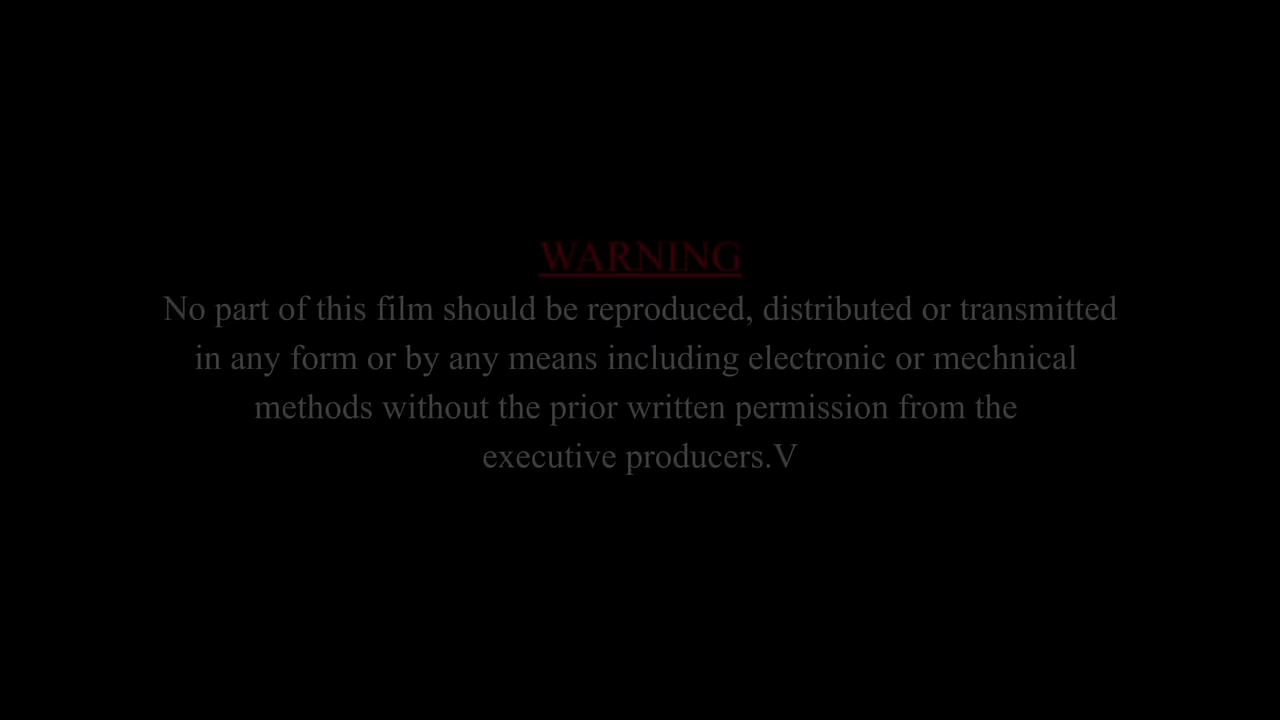 WARNING
No part of this film should be reproduced, distributed or transmitted
in any form or by any means including electronic or mechnical
methods without the prior written permission from the
executive producers.V